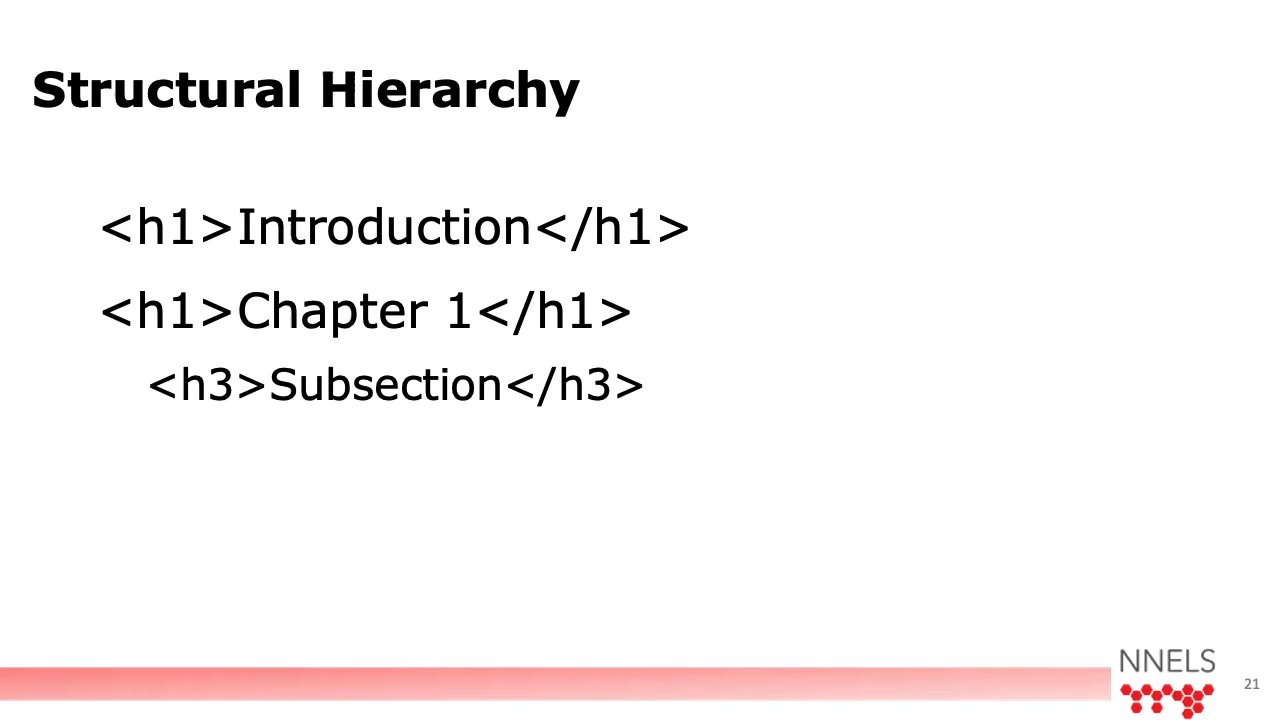 Structural Hierarchy
<h1>Introduction</h1>
<h1>Chapter 1</h1>
<h3>Subsection</h3>
NNELS
21